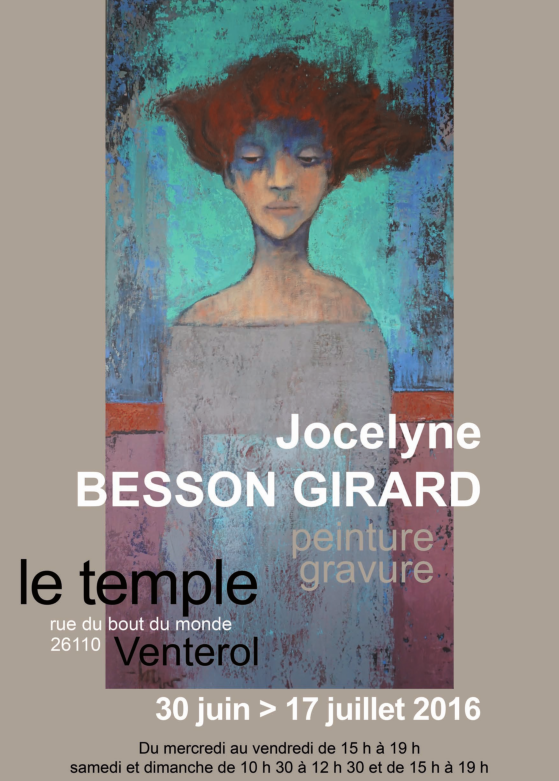 Jocelyne
BESSON GIRARD
peinture
gravure
le temple
rue du bout du monde
26110 Venterol
30 juin > 17 juillet 2016
Du mercredi au vendredi de 15 h à 19 h
samedi et dimanche de 10 h 30 à 12 h 30 et de 15 h à 19 h